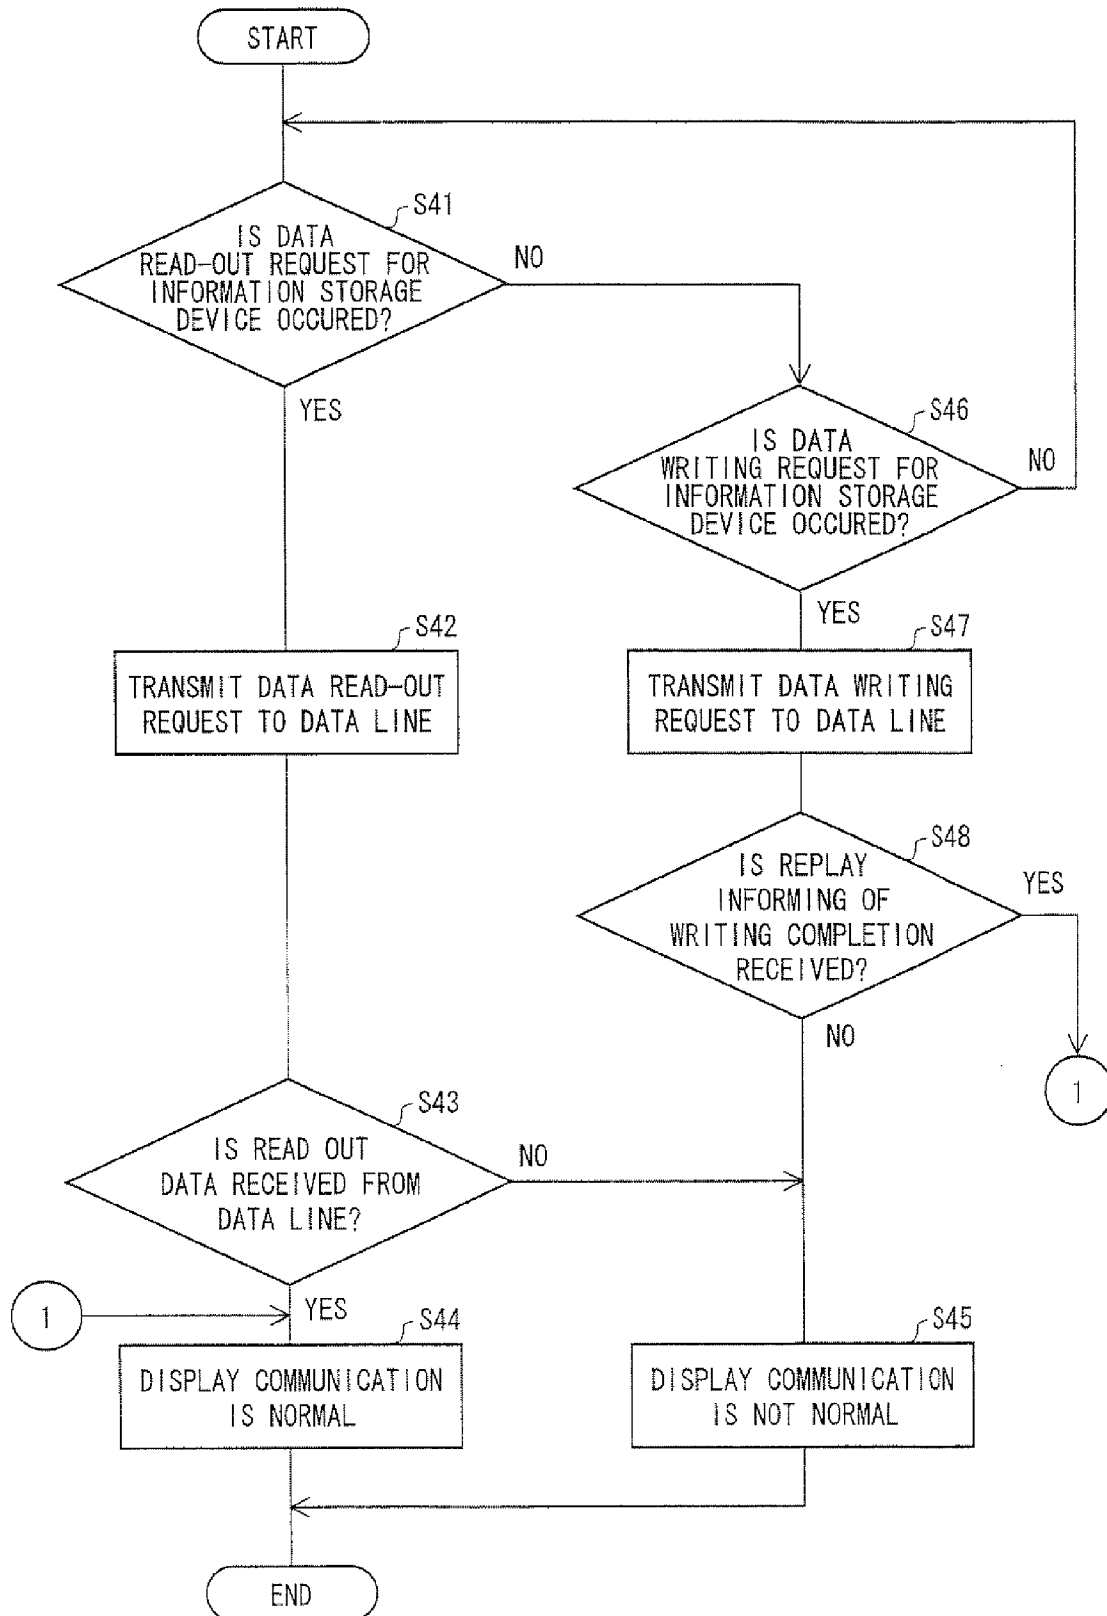 START
S41
IS DATA
READ-OUT REQUEST FOR
INFORMATION STORAGE
DEVICE OCCURED?
NO
YES
S46
IS DATA
WRITING REQUEST FOR
INFORMATION STORAGE
DEVICE OCCURED?
NO
YES
S42
TRANSMIT DATA READ-OUT
REQUEST TO DATA LINE
S47
TRANSMIT DATA WRITING
REQUEST TO DATA LINE
S48
IS REPLAY
INFORMING OF
WRITING COMPLETION
RECEIVED?
YES
NO
1
S43
IS READ OUT
DATA RECEIVED FROM
DATA LINE?
NO
YES
1
S44
DISPLAY COMMUNICATION
IS NORMAL
S45
DISPLAY COMMUNICATION
IS NOT NORMAL
END